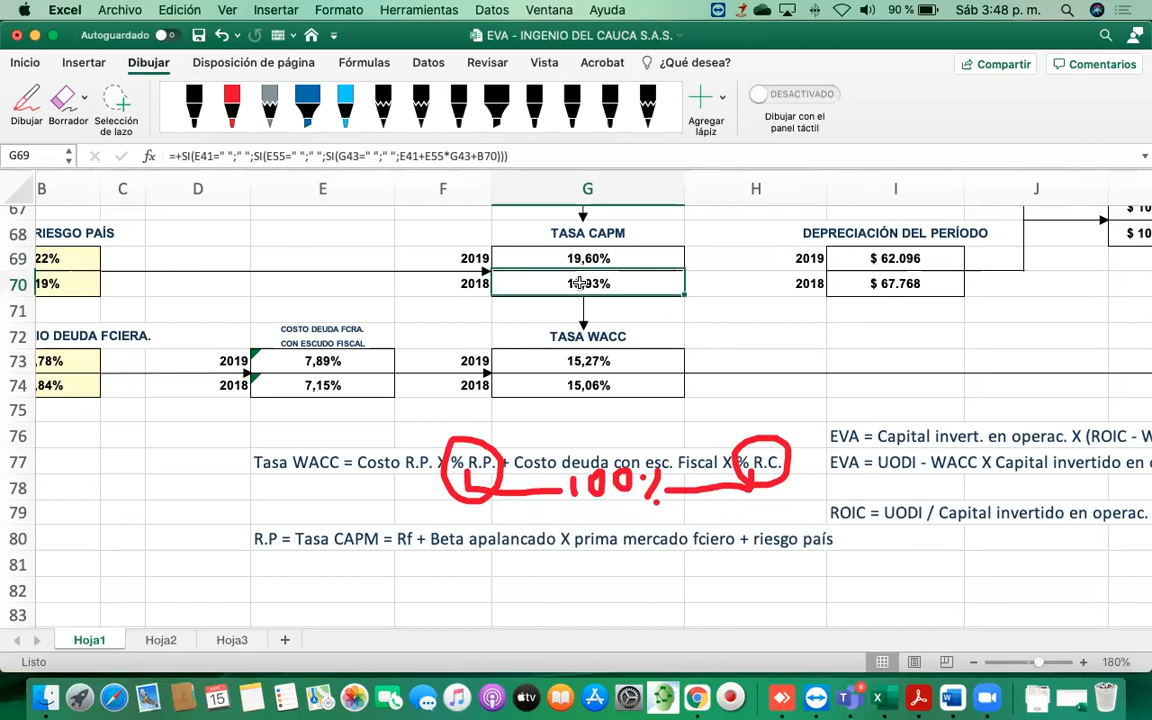 Excel Archivo Edición Ver Insertar Formato Herramientas Datos Ventana Ayuda 90 % Sáb 3:48 p. m.
Autoguardado EVA - INGENIO DEL CAUCA S.A.S.
Inicio Insertar Dibujar Disposición de página Fórmulas Datos Revisar Vista Acrobat ¿Qué desea? Compartir Comentarios
Dibujar Borrador Selección de lazo Agregar lápiz DESACTIVADO Dibujar con el panel táctil
G69 fx =+SI(E41=" ";" ";SI(E55=" ";" ";SI(G43=" ";" ";E41+E55*G43+B70)))
B C D E F G H I J
67 $ 10
68 RIESGO PAÍS TASA CAPM DEPRECIACIÓN DEL PERÍODO $ 10
69 22% 2019 19,60% 2019 $ 62.096
70 19% 2018 93% 2018 $ 67.768
71
72 IO DEUDA FCIERA. COSTO DEUDA FCRA. CON ESCUDO FISCAL TASA WACC
73 ,78% 2019 7,89% 2019 15,27%
74 ,84% 2018 7,15% 2018 15,06%
75
76 EVA = Capital invert. en operac. X (ROIC - W
77 Tasa WACC = Costo R.P. X % R.P. + Costo deuda con esc. Fiscal X % R.C. EVA = UODI - WACC X Capital invertido en o
78 100%
79 ROIC = UODI / Capital invertido en operac.
80 R.P = Tasa CAPM = Rf + Beta apalancado X prima mercado fciero + riesgo país
81
82
83
Hoja1 Hoja2 Hoja3
Listo 180%
15 tv